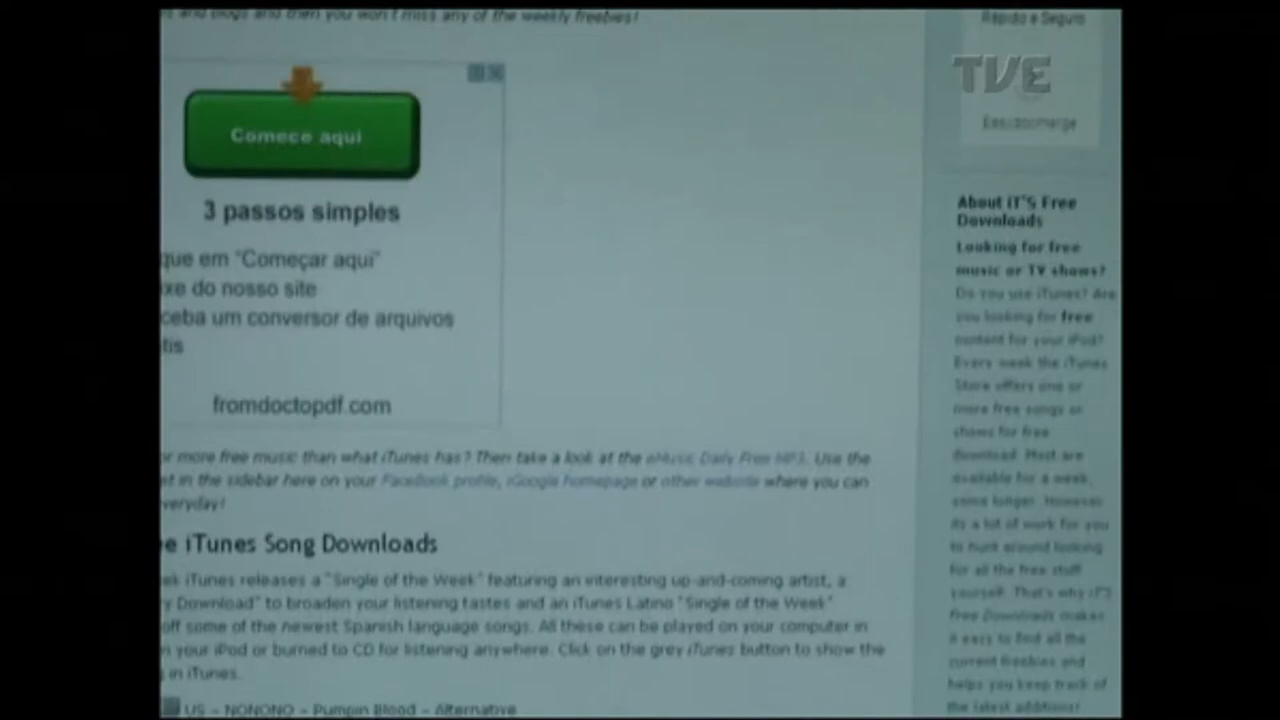 s and blogs and then you won't miss any of the weekly freebies!
Comece aqui
3 passos simples
que em "Começar aqui"
xe do nosso site
ceba um conversor de arquivos
tis
fromdoctopdf.com
r more free music than what iTunes has? Then take a look at the eMusic Daily Free MP3. Use the
t in the sidebar here on your FaceBook profile, iGoogle homepage or other website where you can
veryday!
e iTunes Song Downloads
ek iTunes releases a "Single of the Week" featuring an interesting up-and-coming artist, a
y Download" to broaden your listening tastes and an iTunes Latino "Single of the Week"
off some of the newest Spanish language songs. All these can be played on your computer in
n your iPod or burned to CD for listening anywhere. Click on the grey iTunes button to show the
in iTunes.
US - NONONO - Pumpin Blood - Alternative
Rápido e Seguro
TVE
About iT'S Free
Downloads
Looking for free
music or TV shows?
Do you use iTunes? Are
you looking for free
content for your iPod?
Every week the iTunes
Store offers one or
more free songs or
shows for free
download. Most are
available for a week,
some longer. However
its a lot of work for you
to hunt around looking
for all the free stuff
yourself. That's why iT'S
Free Downloads makes
it easy to find all the
current freebies and
helps you keep track of
the latest additions!